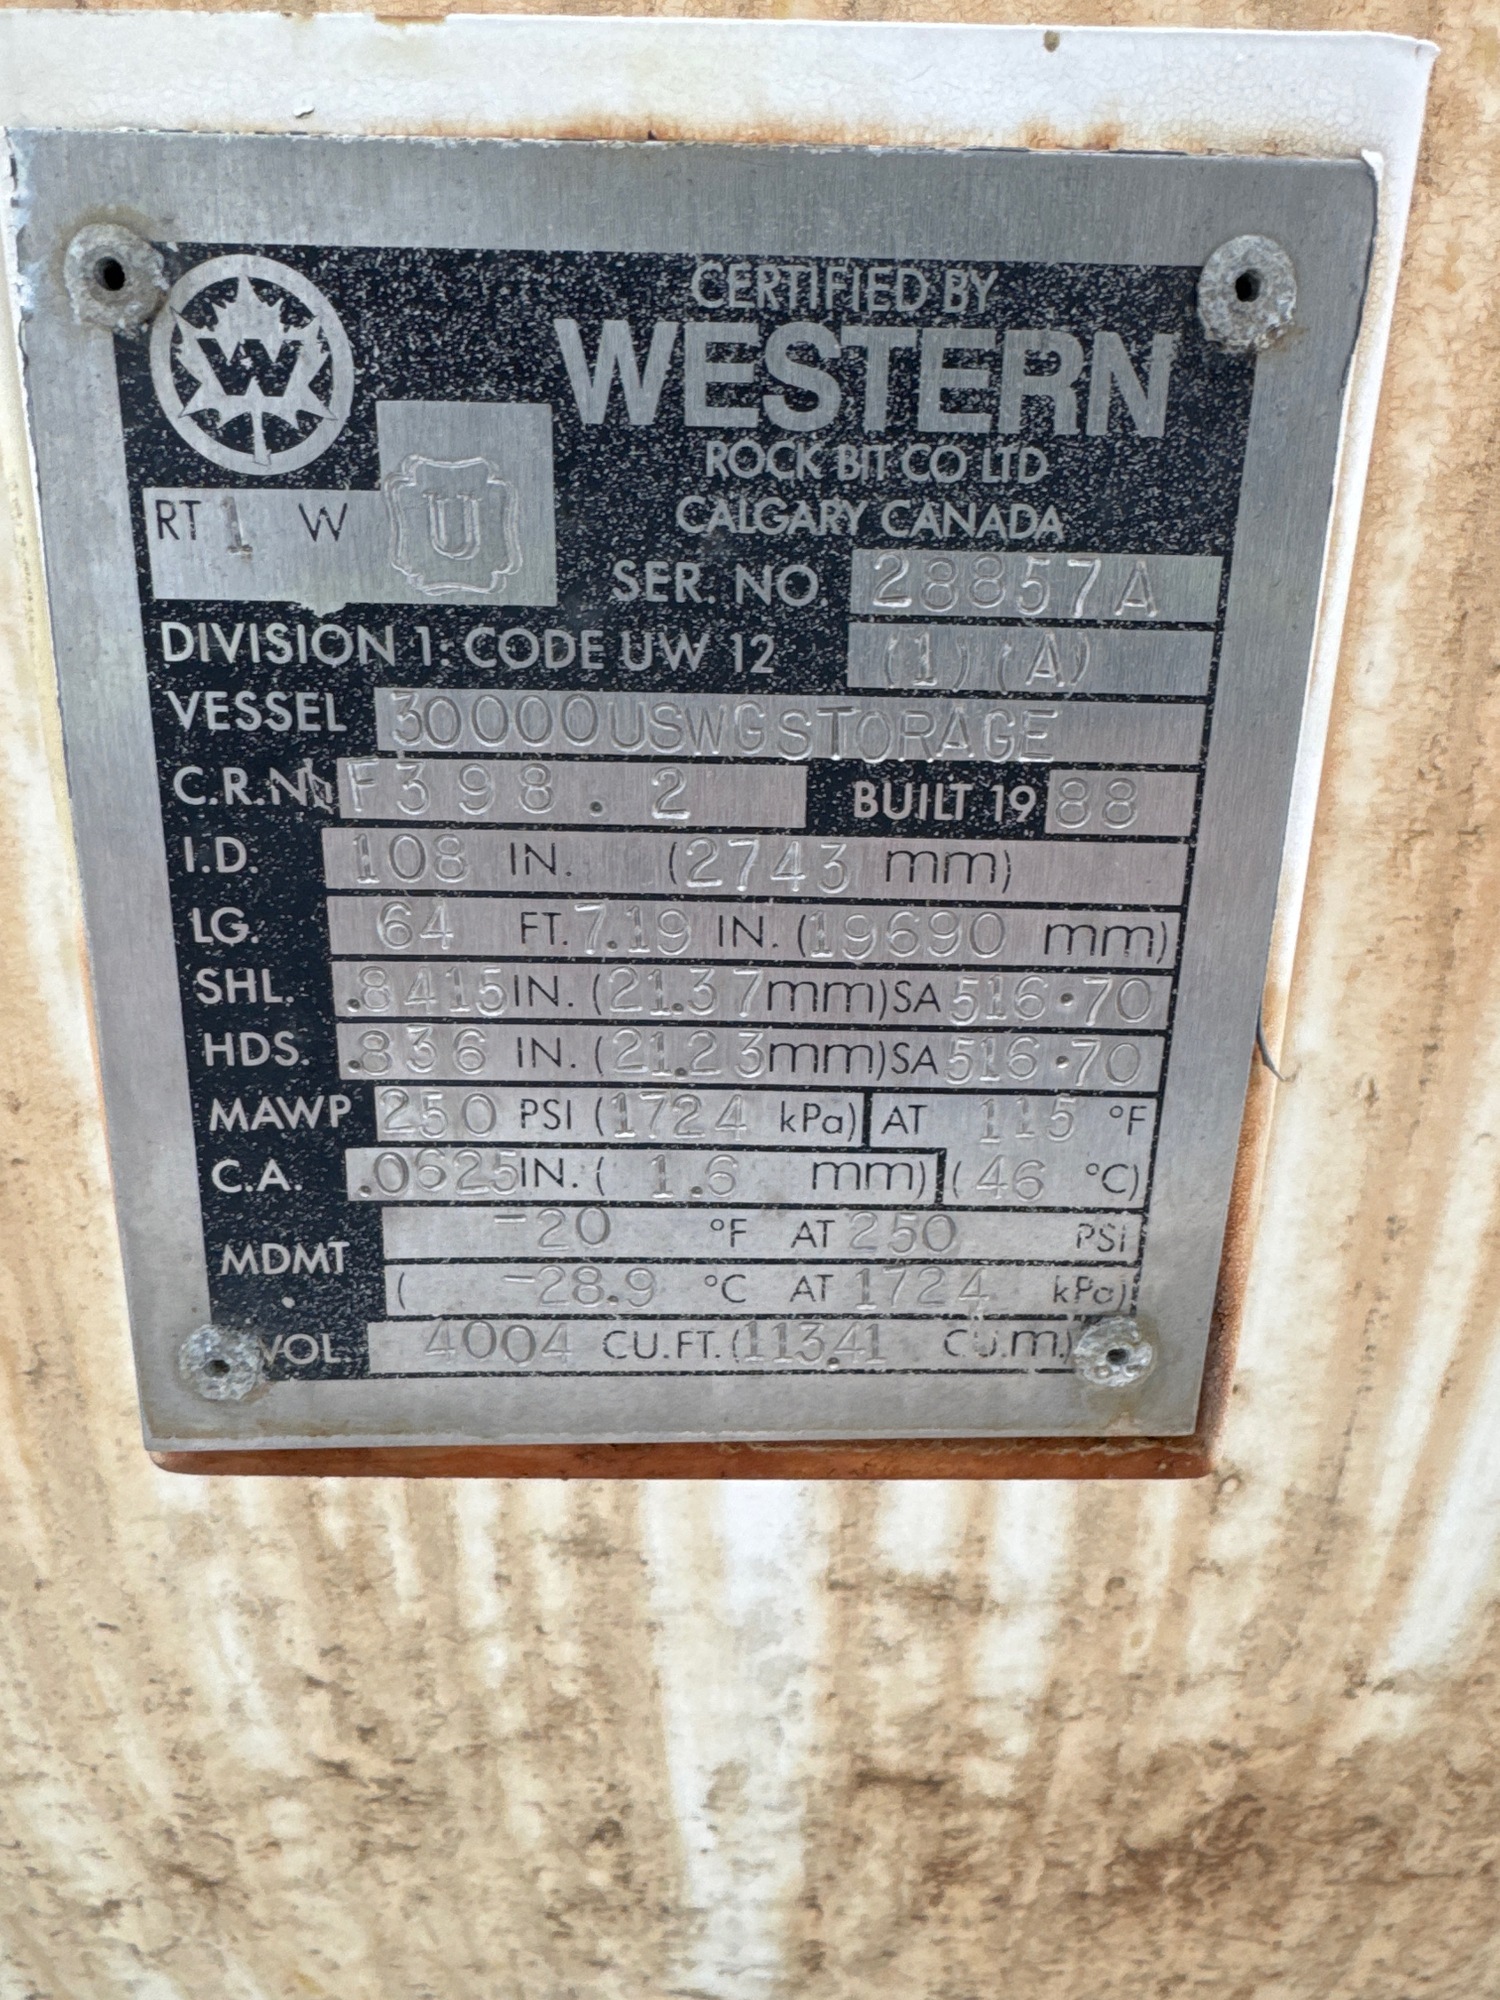 W
CERTIFIED BY
WESTERN
ROCK BIT CO LTD
CALGARY CANADA
RT 1 W
U
SER. NO. 28857A
DIVISION 1: CODE UW 12 (1) (A)
VESSEL 30000USWGSTORAGE
C.R.No F398.2 BUILT 1988
I.D. 108 IN. (2743 mm)
LG. 64 FT. 7.19 IN. (19690 mm)
SHL. .8415 IN. (21.37 mm) SA 516·70
HDS. .836 IN. (21.23 mm) SA 516·70
MAWP 250 PSI (1724 kPa) AT 115 °F
C.A. .0625 IN. (1.6 mm) (46 °C)
MDMT -20 °F AT 250 PSI
(-28.9 °C AT 1724 kPa)
VOL. 4004 CU.FT. (113.41 CU.m.)